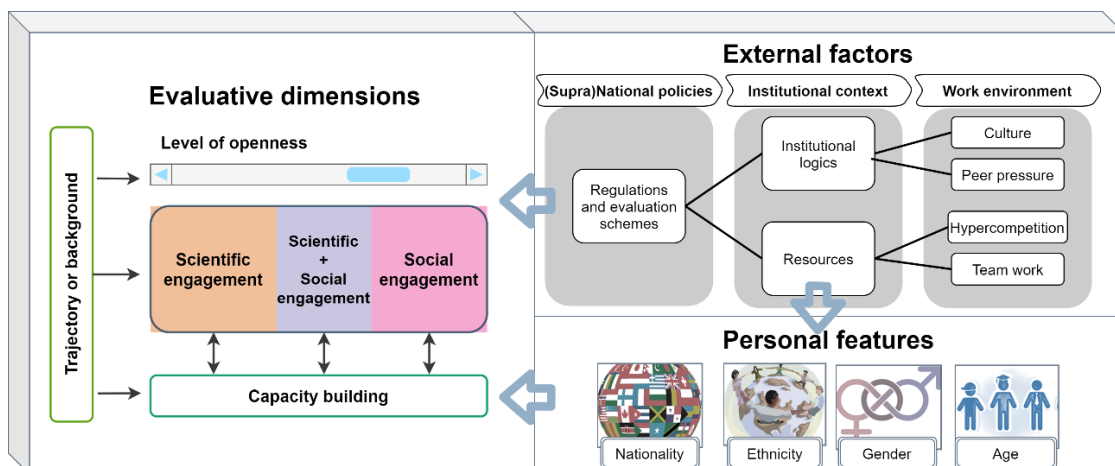 Evaluative dimensions
Trajectory or background
Level of openness
Scientific
engagement
Scientific
+
Social
engagement
Social
engagement
Capacity building
External factors
(Supra)National policies
Institutional context
Work environment
Regulations
and evaluation
schemes
Institutional
logics
Resources
Culture
Peer pressure
Hypercompetition
Team work
Personal features
Nationality
Ethnicity
Gender
Age